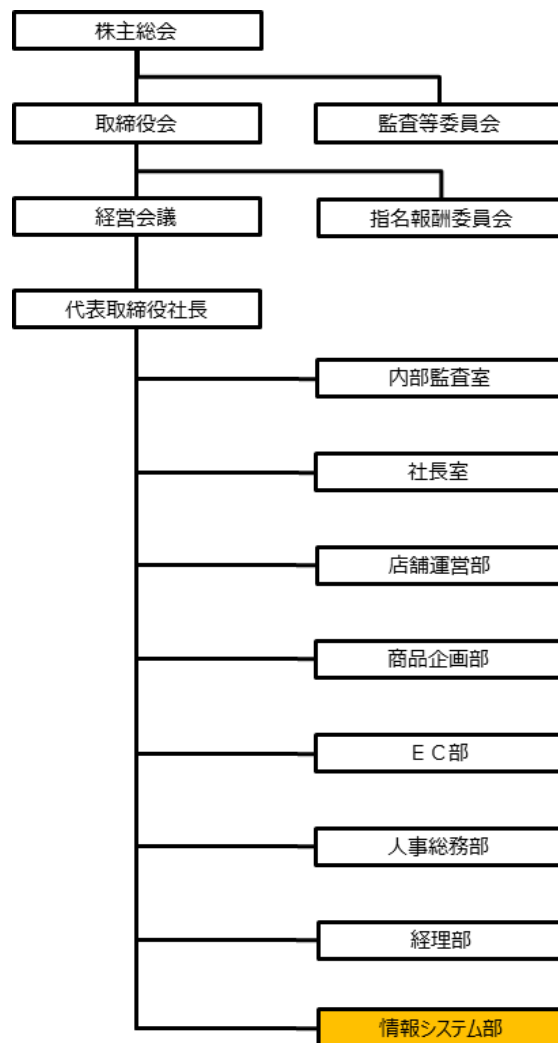 株主総会
取締役会
監査等委員会
経営会議
指名報酬委員会
代表取締役社長
内部監査室
社長室
店舗運営部
商品企画部
ＥＣ部
人事総務部
経理部
情報システム部